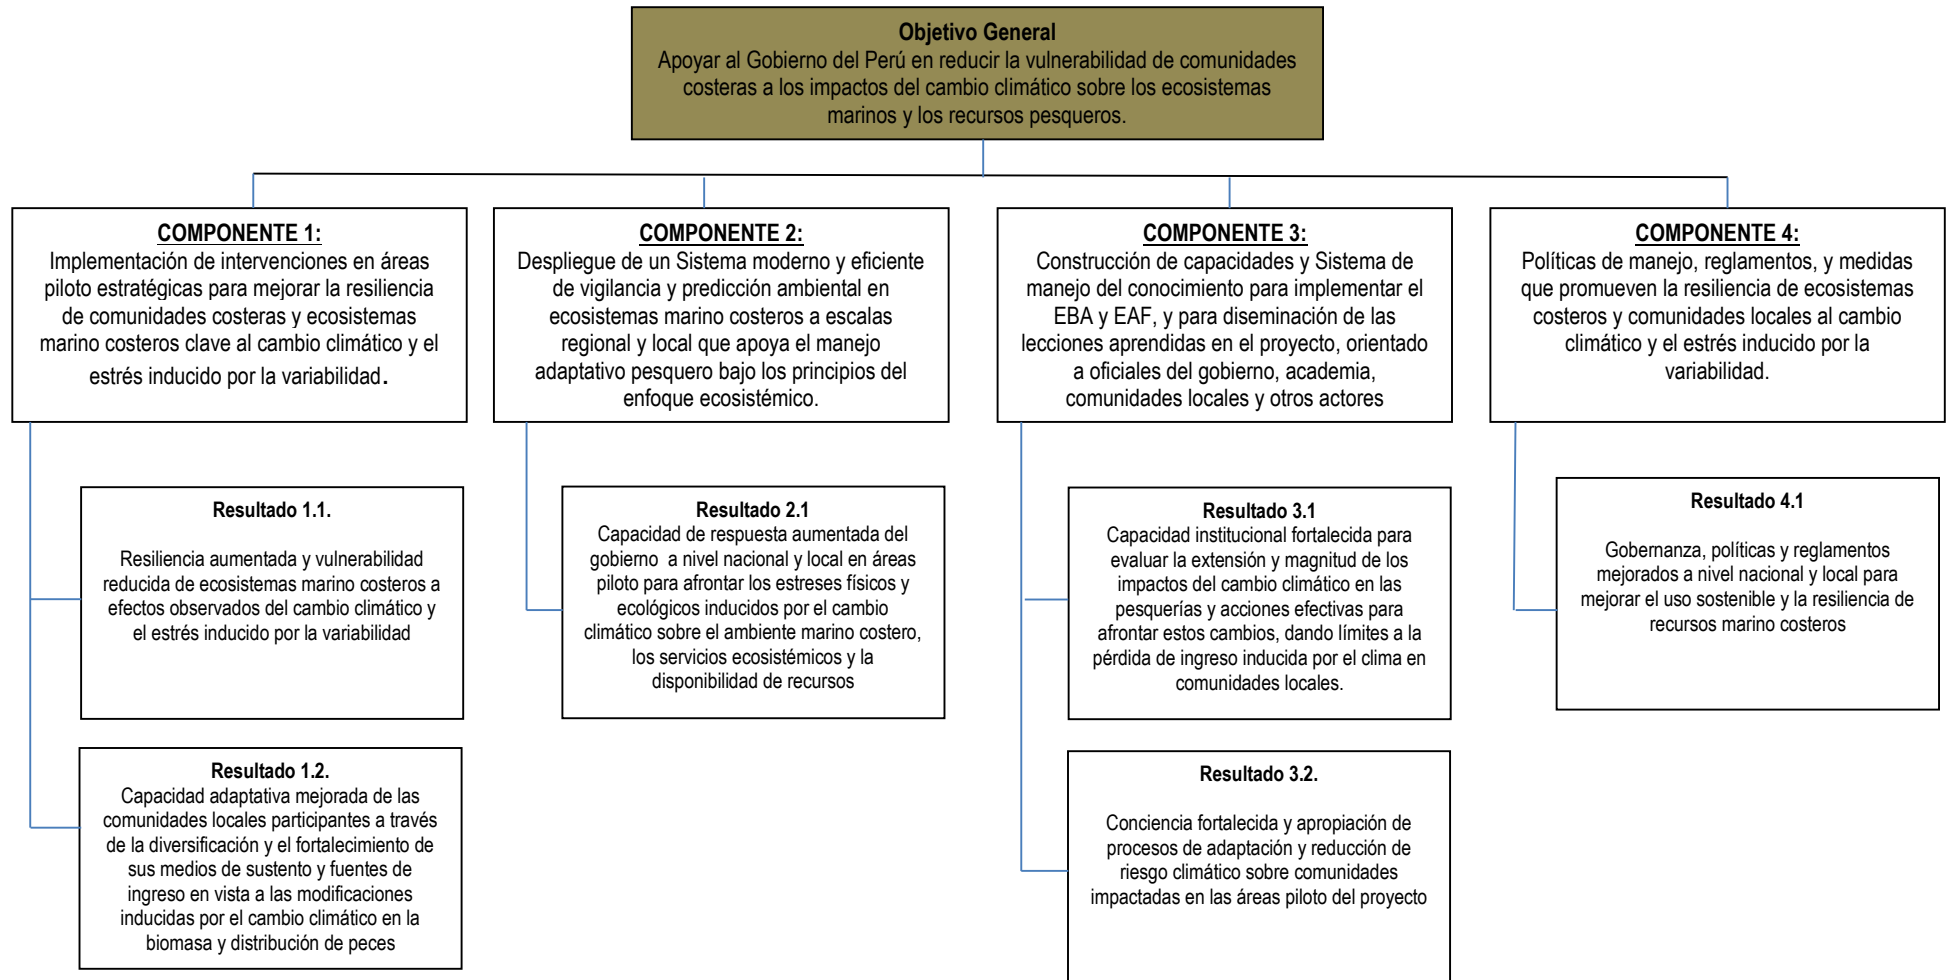 Objetivo General
Apoyar al Gobierno del Perú en reducir la vulnerabilidad de comunidades
costeras a los impactos del cambio climático sobre los ecosistemas
marinos y los recursos pesqueros.
COMPONENTE 1:
Implementación de intervenciones en áreas
piloto estratégicas para mejorar la resiliencia
de comunidades costeras y ecosistemas
marino costeros clave al cambio climático y el
estrés inducido por la variabilidad.
COMPONENTE 2:
Despliegue de un Sistema moderno y eficiente
de vigilancia y predicción ambiental en
ecosistemas marino costeros a escalas
regional y local que apoya el manejo
adaptativo pesquero bajo los principios del
enfoque ecosistémico.
COMPONENTE 3:
Construcción de capacidades y Sistema de
manejo del conocimiento para implementar el
EBA y EAF, y para diseminación de las
lecciones aprendidas en el proyecto, orientado
a oficiales del gobierno, academia,
comunidades locales y otros actores
COMPONENTE 4:
Políticas de manejo, reglamentos, y medidas
que promueven la resiliencia de ecosistemas
costeros y comunidades locales al cambio
climático y el estrés inducido por la
variabilidad.
Resultado 1.1.
Resiliencia aumentada y vulnerabilidad
reducida de ecosistemas marino costeros a
efectos observados del cambio climático y
el estrés inducido por la variabilidad
Resultado 2.1
Capacidad de respuesta aumentada del
gobierno a nivel nacional y local en áreas
piloto para afrontar los estreses físicos y
ecológicos inducidos por el cambio
climático sobre el ambiente marino costero,
los servicios ecosistémicos y la
disponibilidad de recursos
Resultado 3.1
Capacidad institucional fortalecida para
evaluar la extensión y magnitud de los
impactos del cambio climático en las
pesquerías y acciones efectivas para
afrontar estos cambios, dando límites a la
pérdida de ingreso inducida por el clima en
comunidades locales.
Resultado 4.1
Gobernanza, políticas y reglamentos
mejorados a nivel nacional y local para
mejorar el uso sostenible y la resiliencia de
recursos marino costeros
Resultado 1.2.
Capacidad adaptativa mejorada de las
comunidades locales participantes a través
de la diversificación y el fortalecimiento de
sus medios de sustento y fuentes de
ingreso en vista a las modificaciones
inducidas por el cambio climático en la
biomasa y distribución de peces
Resultado 3.2.
Conciencia fortalecida y apropiación de
procesos de adaptación y reducción de
riesgo climático sobre comunidades
impactadas en las áreas piloto del proyecto